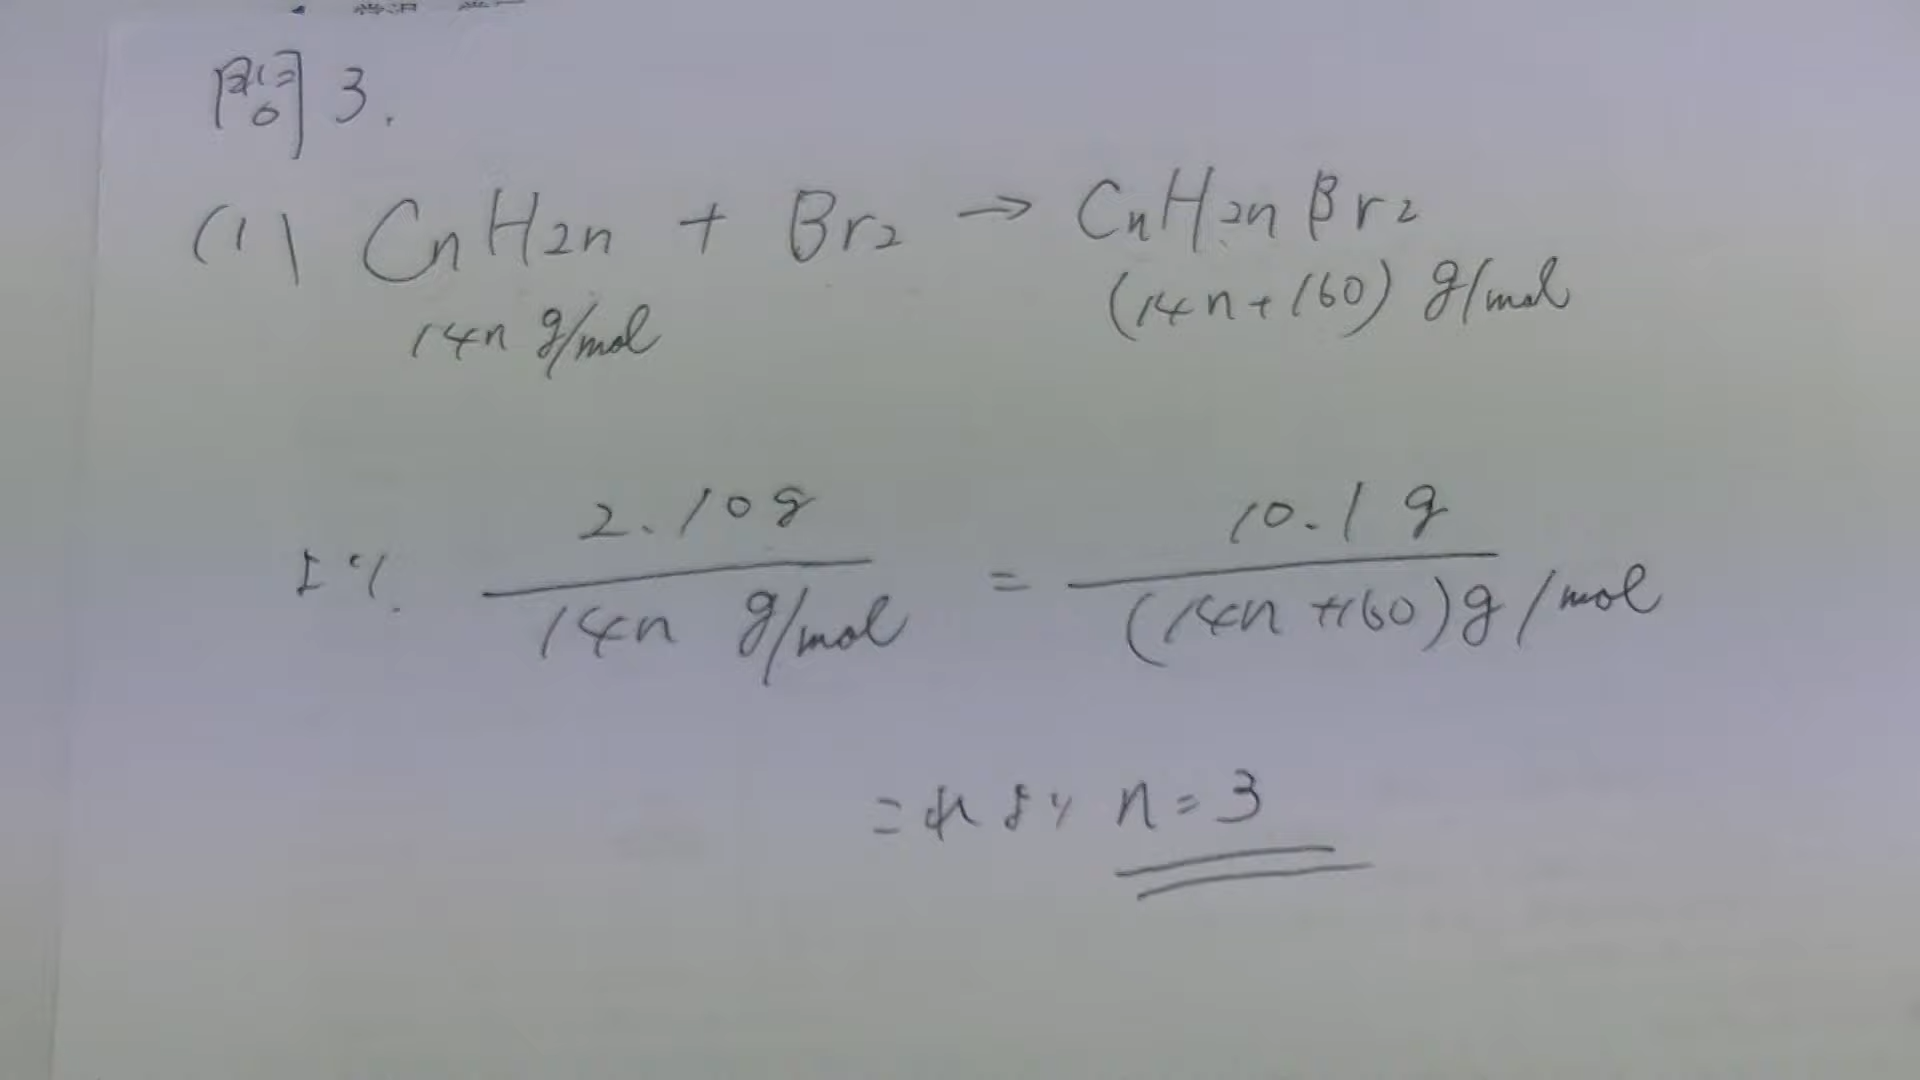 問 3.
(1) CnH2n + Br2 → CnH2nBr2
14n g/mol (14n+160) g/mol
より 2.10g / 14n g/mol = 10.1 g / (14n+160)g/mol
これより n=3